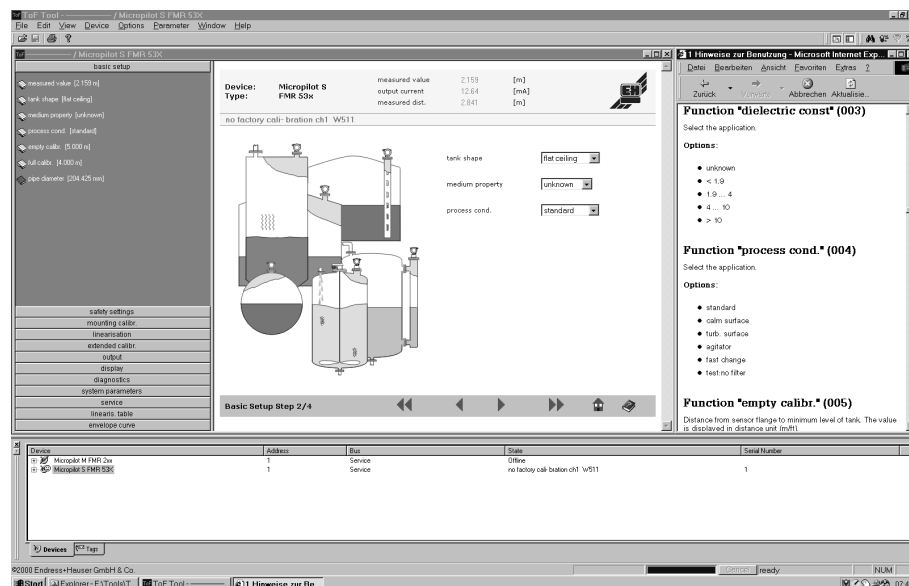 ToF Tool - ———— / Micropilot S FMR 53X
File Edit View Device Options Parameter Window Help
———— / Micropilot S FMR 53X
basic setup
measured value [2.159 m]
tank shape [flat ceiling]
medium property [unknown]
process cond. [standard]
empty calibr. [5.000 m]
full calibr. [4.000 m]
pipe diameter [204.425 mm]
safety settings
mounting calibr.
linearisation
extended calibr.
output
display
diagnostics
system parameters
service
linearis. table
envelope curve
Device: Micropilot S
Type: FMR 53x
measured value 2.159 [m]
output current 12.64 [mA]
measured dist. 2.841 [m]
EH
no factory cali- bration ch1 W511
tank shape flat ceiling
medium property unknown
process cond. standard
Basic Setup Step 2/4
1 Hinweise zur Benutzung - Microsoft Internet Exp...
Datei Bearbeiten Ansicht Favoriten Extras ?
Zurück Vorwärts Abbrechen Aktualisie...
Function "dielectric const" (003)
Select the application.
Options:
unknown
< 1.9
1.9 ... 4
4 ... 10
> 10
Function "process cond." (004)
Select the application.
Options:
standard
calm surface
turb. surface
agitator
fast change
test:no filter
Function "empty calibr." (005)
Distance from sensor flange to minimum level of tank. The value
is displayed in distance unit (m/ft).
Device Address Bus State Serial Number
Micropilot M FMR 2xx 1 Service Offline
Micropilot S FMR 53X 1 Service no factory cali- bration ch1 W511 1
Devices Tags
©2000 Endress+Hauser GmbH & Co.
Cancel ready NUM
Start Explorer - E:\Tools\T... ToF Tool - ———— 1 Hinweise zur Be...